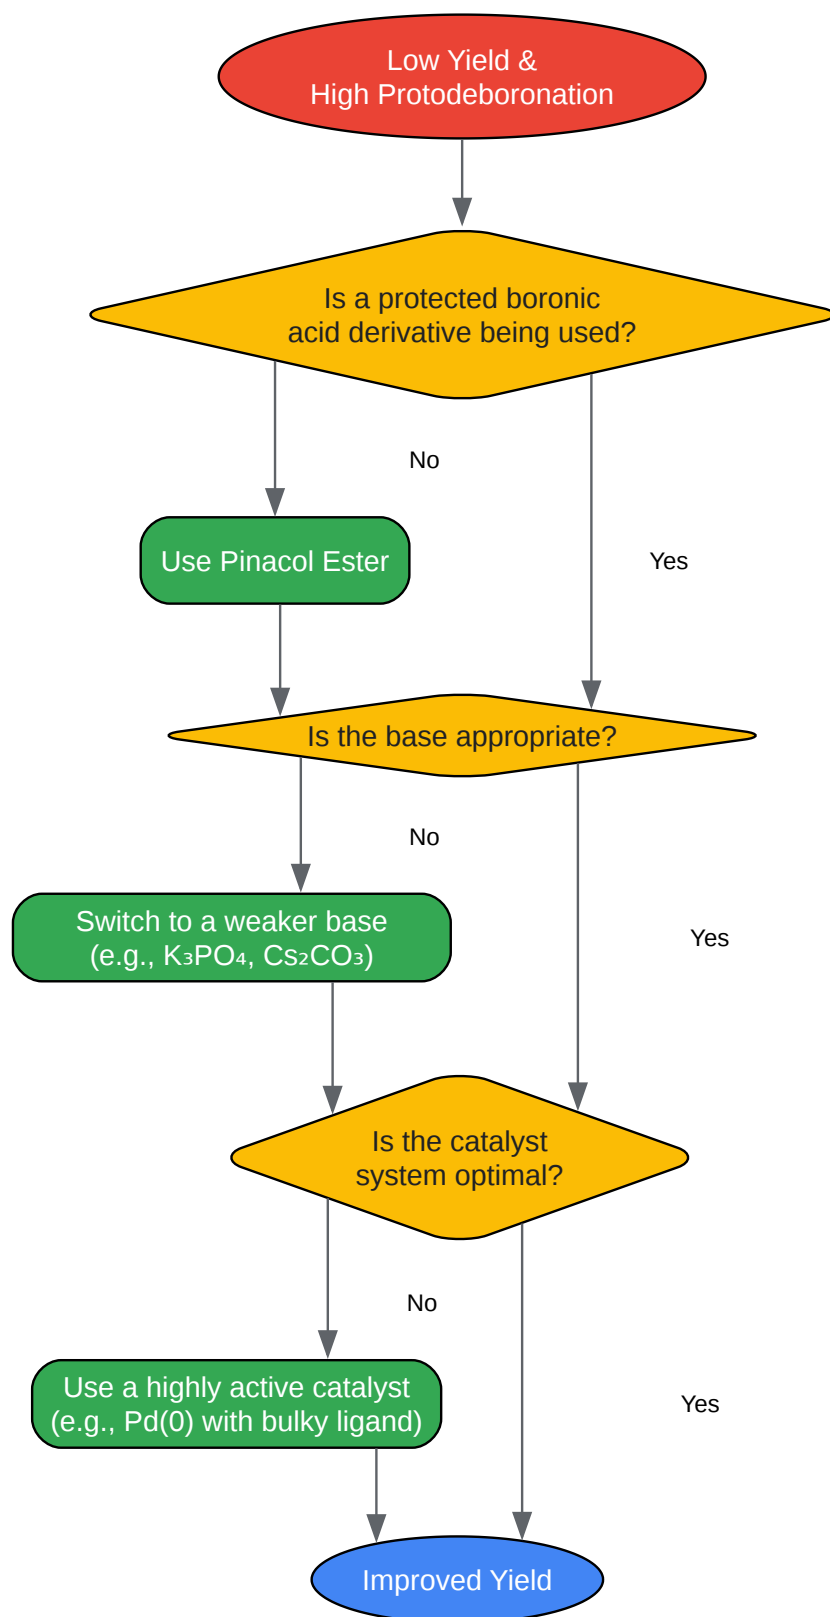 Low Yield &
High Protodeboronation
Is a protected boronic
acid derivative being used?
No
Use Pinacol Ester
Yes
Is the base appropriate?
No
Switch to a weaker base
(e.g., K₃PO₄, Cs₂CO₃)
Yes
Is the catalyst
system optimal?
No
Use a highly active catalyst
(e.g., Pd(0) with bulky ligand)
Yes
Improved Yield